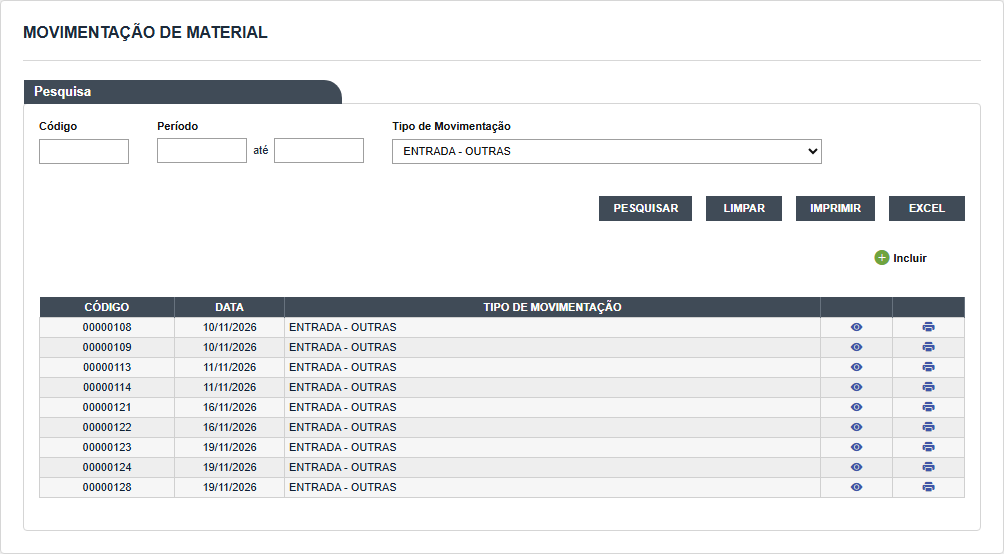 MOVIMENTAÇÃO DE MATERIAL
Pesquisa
Código Período Tipo de Movimentação
até ENTRADA - OUTRAS
PESQUISAR LIMPAR IMPRIMIR EXCEL
Incluir
CÓDIGO DATA TIPO DE MOVIMENTAÇÃO
00000108 10/11/2026 ENTRADA - OUTRAS
00000109 10/11/2026 ENTRADA - OUTRAS
00000113 11/11/2026 ENTRADA - OUTRAS
00000114 11/11/2026 ENTRADA - OUTRAS
00000121 16/11/2026 ENTRADA - OUTRAS
00000122 16/11/2026 ENTRADA - OUTRAS
00000123 19/11/2026 ENTRADA - OUTRAS
00000124 19/11/2026 ENTRADA - OUTRAS
00000128 19/11/2026 ENTRADA - OUTRAS